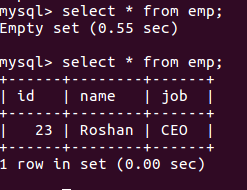 mysql> select * from emp;
Empty set (0.55 sec)
mysql> select * from emp;
+------+--------+------+
| id   | name   | job  |
+------+--------+------+
|   23 | Roshan | CEO  |
+------+--------+------+
1 row in set (0.00 sec)